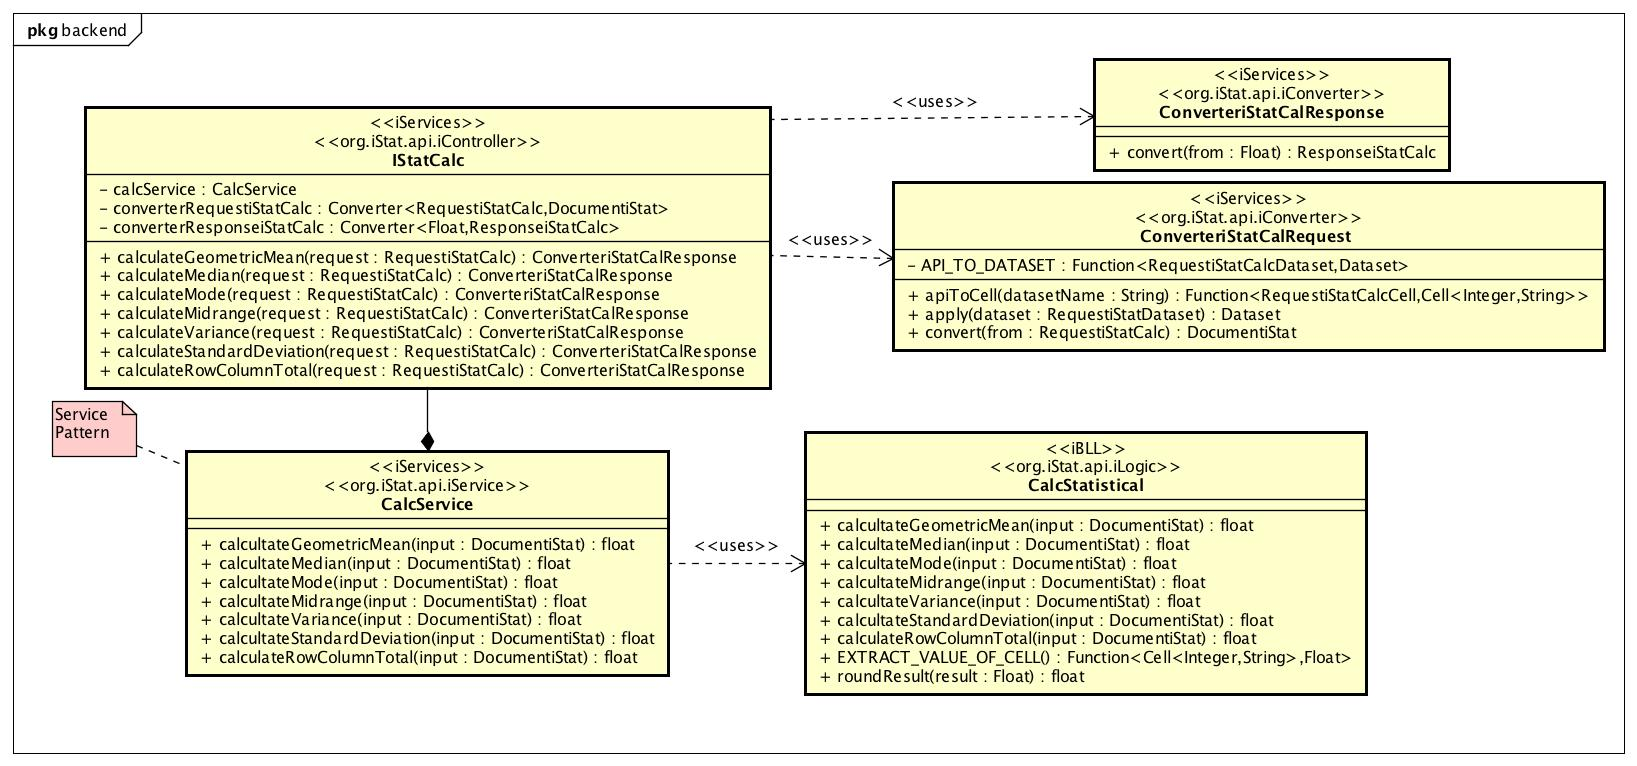 pkg backend
<<iServices>>
<<org.iStat.api.iController>>
IStatCalc
- calcService : CalcService
- converterRequestiStatCalc : Converter<RequestiStatCalc,DocumentiStat>
- converterResponseiStatCalc : Converter<Float,ResponseiStatCalc>
+ calculateGeometricMean(request : RequestiStatCalc) : ConverteriStatCalResponse
+ calculateMedian(request : RequestiStatCalc) : ConverteriStatCalResponse
+ calculateMode(request : RequestiStatCalc) : ConverteriStatCalResponse
+ calculateMidrange(request : RequestiStatCalc) : ConverteriStatCalResponse
+ calculateVariance(request : RequestiStatCalc) : ConverteriStatCalResponse
+ calculateStandardDeviation(request : RequestiStatCalc) : ConverteriStatCalResponse
+ calculateRowColumnTotal(request : RequestiStatCalc) : ConverteriStatCalResponse
<<uses>>
<<iServices>>
<<org.iStat.api.iConverter>>
ConverteriStatCalResponse
+ convert(from : Float) : ResponseiStatCalc
<<uses>>
<<iServices>>
<<org.iStat.api.iConverter>>
ConverteriStatCalRequest
- API_TO_DATASET : Function<RequestiStatCalcDataset,Dataset>
+ apiToCell(datasetName : String) : Function<RequestiStatCalcCell,Cell<Integer,String>>
+ apply(dataset : RequestiStatDataset) : Dataset
+ convert(from : RequestiStatCalc) : DocumentiStat
Service
Pattern
<<iServices>>
<<org.iStat.api.iService>>
CalcService
+ calcultateGeometricMean(input : DocumentiStat) : float
+ calcultateMedian(input : DocumentiStat) : float
+ calcultateMode(input : DocumentiStat) : float
+ calcultateMidrange(input : DocumentiStat) : float
+ calcultateVariance(input : DocumentiStat) : float
+ calcultateStandardDeviation(input : DocumentiStat) : float
+ calculateRowColumnTotal(input : DocumentiStat) : float
<<uses>>
<<iBLL>>
<<org.iStat.api.iLogic>>
CalcStatistical
+ calcultateGeometricMean(input : DocumentiStat) : float
+ calcultateMedian(input : DocumentiStat) : float
+ calcultateMode(input : DocumentiStat) : float
+ calcultateMidrange(input : DocumentiStat) : float
+ calcultateVariance(input : DocumentiStat) : float
+ calcultateStandardDeviation(input : DocumentiStat) : float
+ calculateRowColumnTotal(input : DocumentiStat) : float
+ EXTRACT_VALUE_OF_CELL() : Function<Cell<Integer,String>,Float>
+ roundResult(result : Float) : float